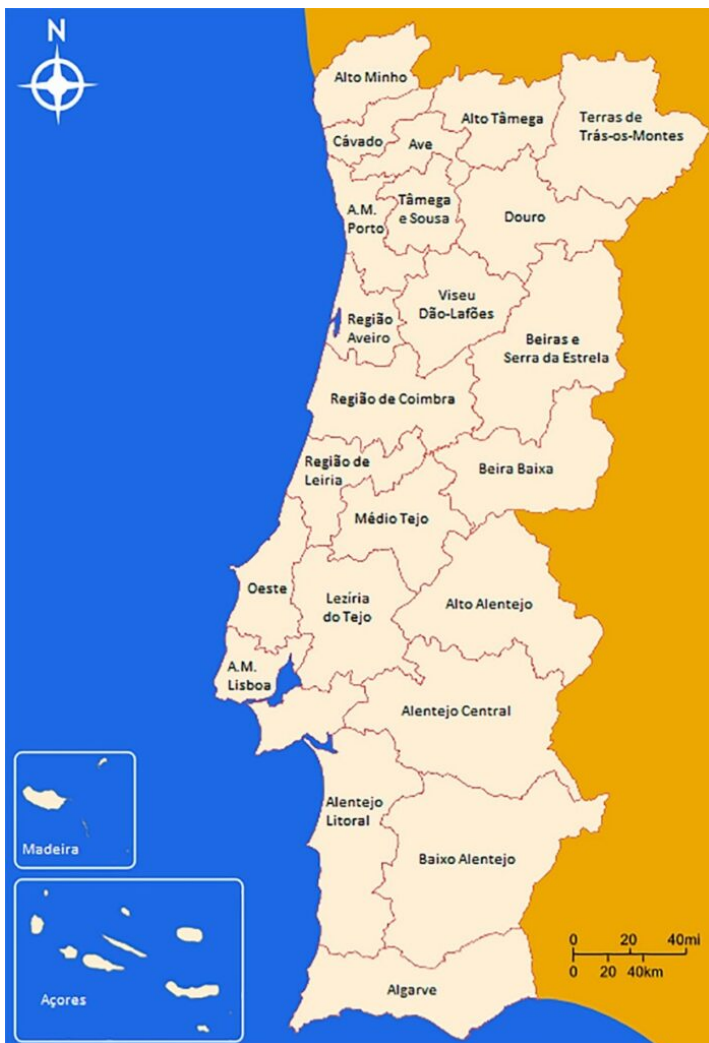 N
Alto Minho
Alto Tâmega
Terras de
Trás-os-Montes
Cávado
Ave
A.M.
Porto
Tâmega
e Sousa
Douro
Viseu
Dão-Lafões
Região
Aveiro
Beiras e
Serra da Estrela
Região de Coimbra
Região de
Leiria
Beira Baixa
Médio Tejo
Oeste
Lezíria
do Tejo
Alto Alentejo
A.M.
Lisboa
Alentejo Central
Alentejo
Litoral
Baixo Alentejo
Madeira
Açores
Algarve
0 20 40mi
0 20 40km